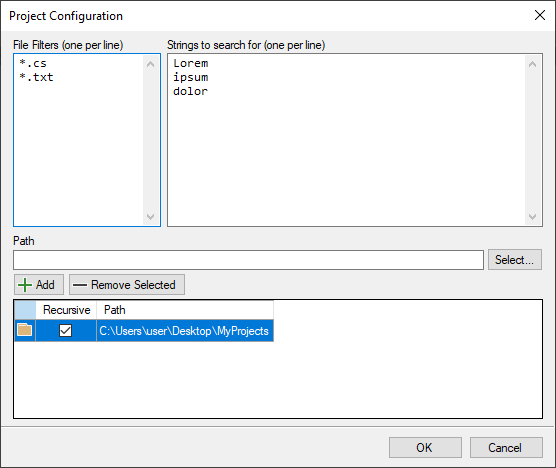 Project Configuration
File Filters (one per line)
Strings to search for (one per line)
*.cs
*.txt
Lorem
ipsum
dolor
Path
Select...
Add
Remove Selected
Recursive
Path
C:\Users\user\Desktop\MyProjects
OK
Cancel